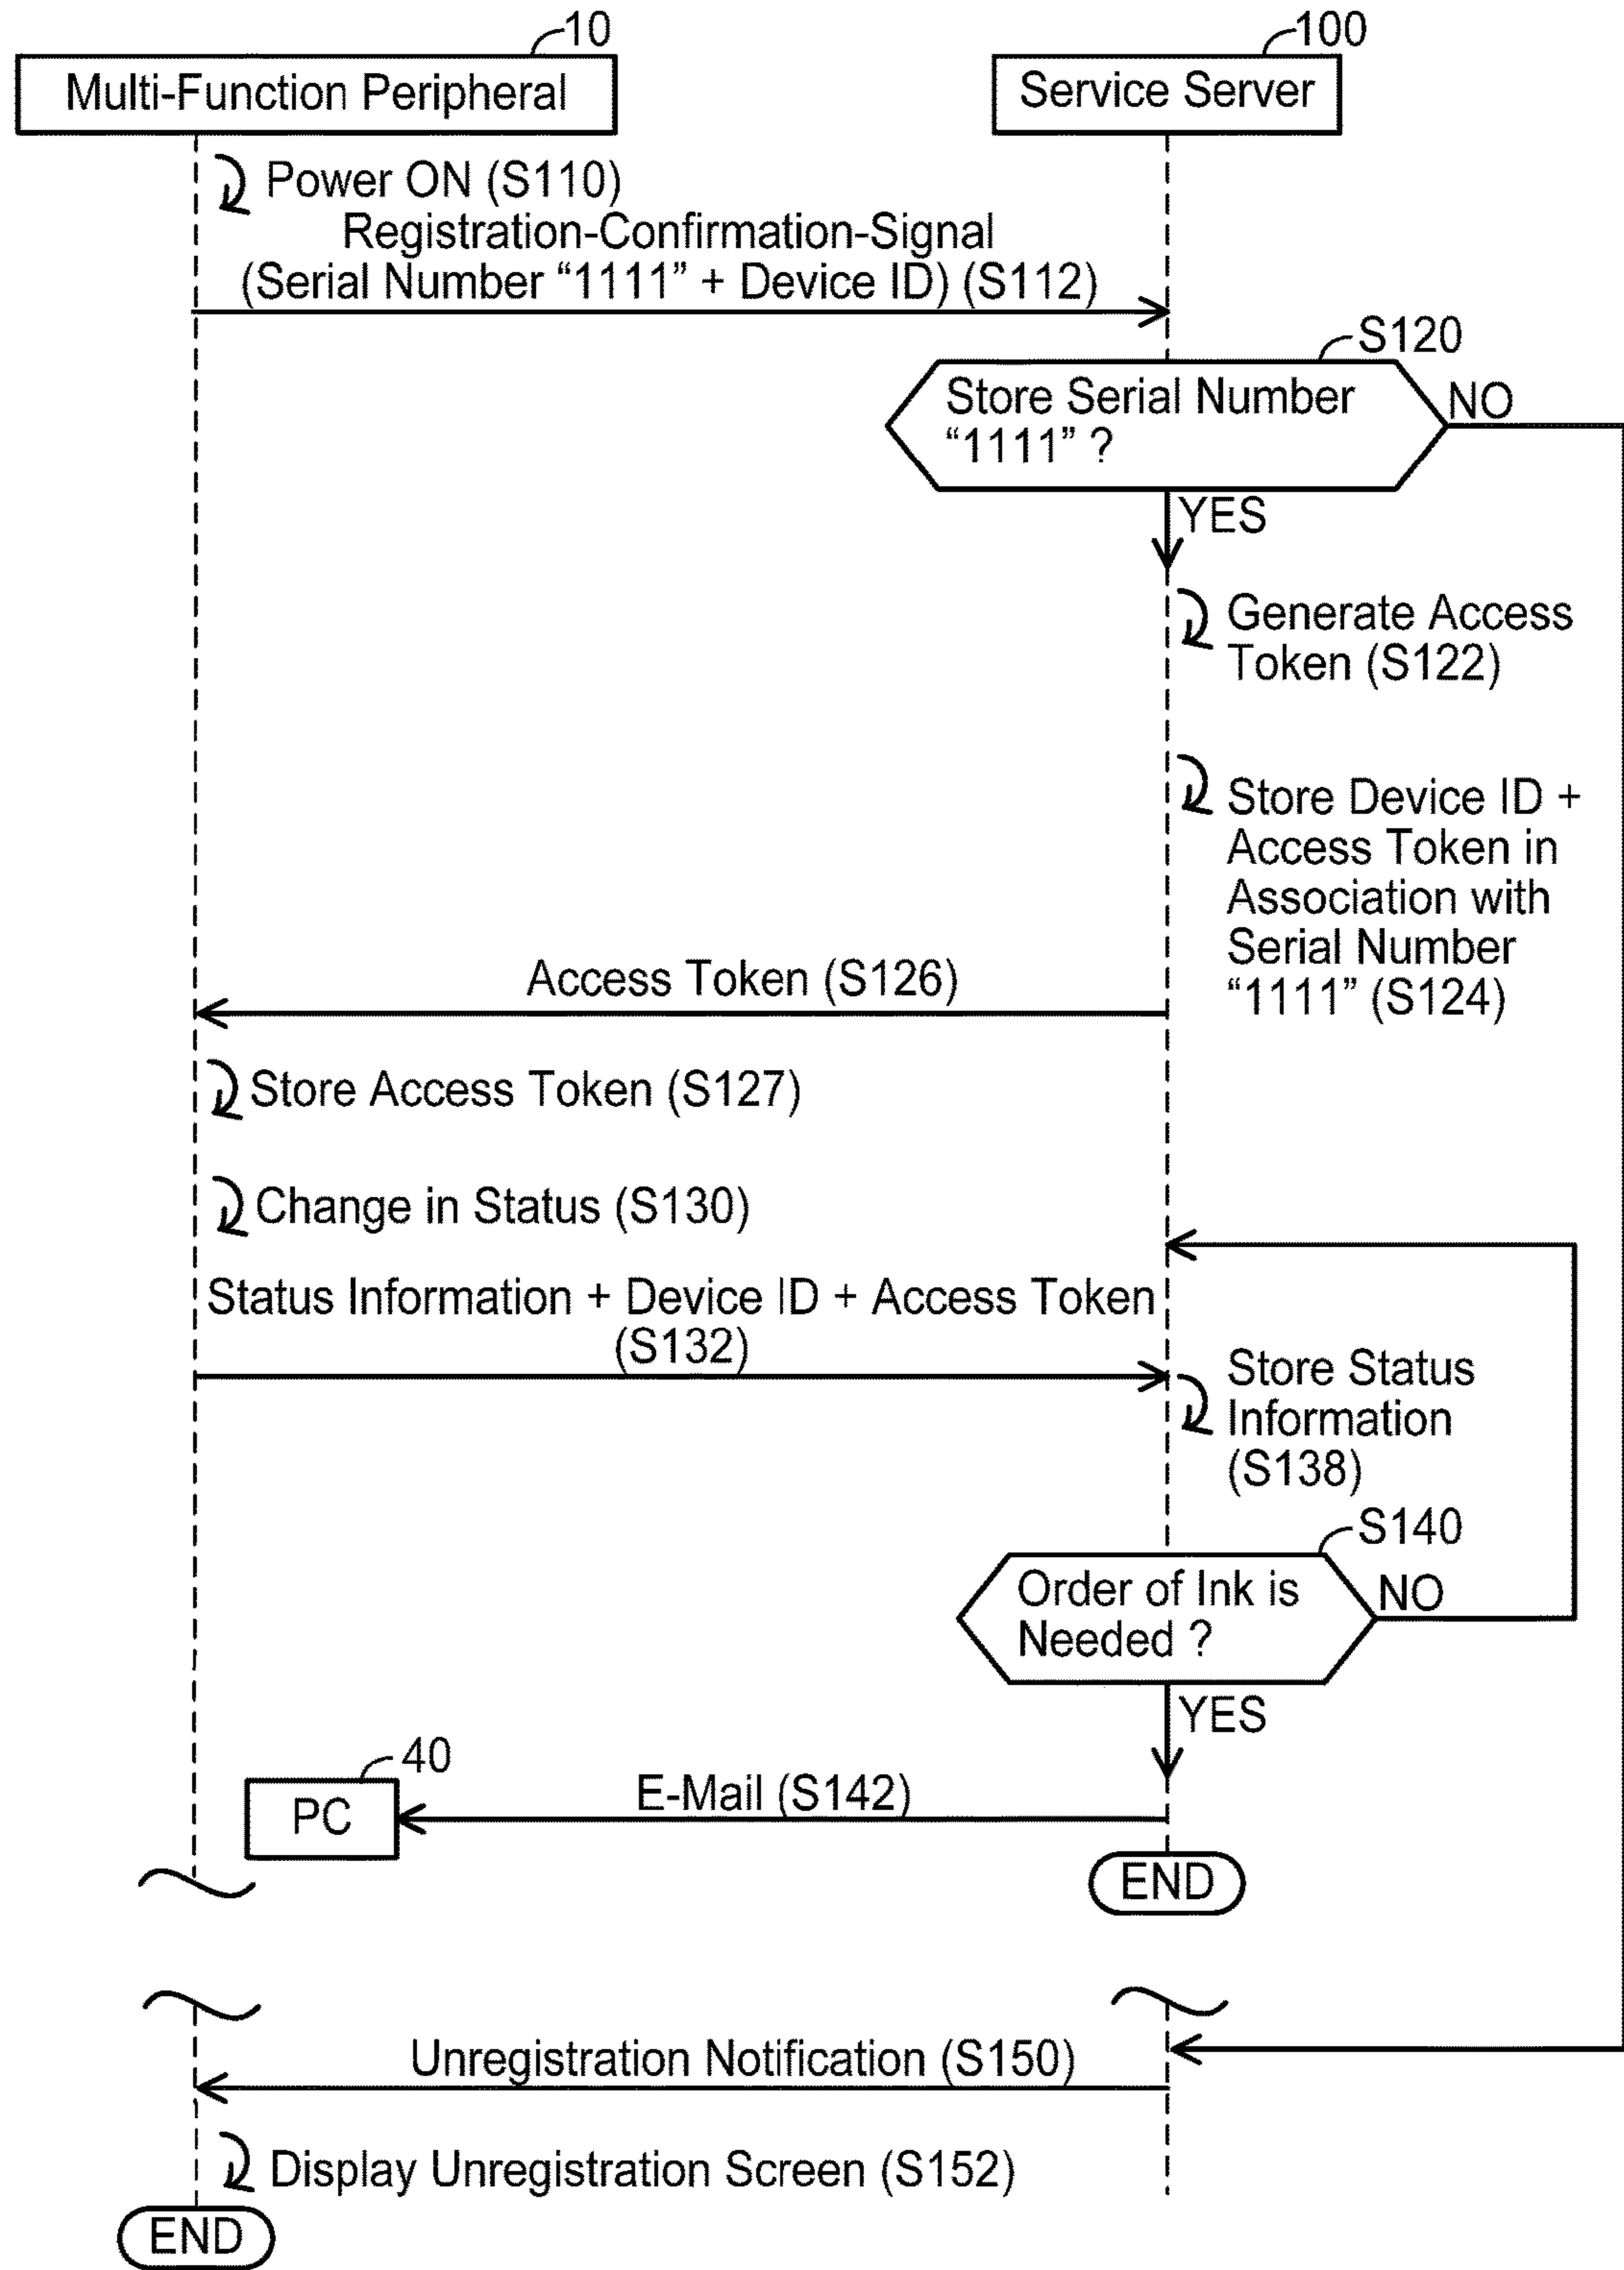 10
100
Multi-Function Peripheral
Service Server
Power ON (S110)
Registration-Confirmation-Signal
(Serial Number “1111” + Device ID) (S112)
S120
Store Serial Number
“1111” ?
NO
YES
Generate Access
Token (S122)
Store Device ID +
Access Token in
Association with
Serial Number
“1111” (S124)
Access Token (S126)
Store Access Token (S127)
Change in Status (S130)
Status Information + Device ID + Access Token
(S132)
Store Status
Information
(S138)
S140
Order of Ink is
Needed ?
NO
YES
40
PC
E-Mail (S142)
END
Unregistration Notification (S150)
Display Unregistration Screen (S152)
END